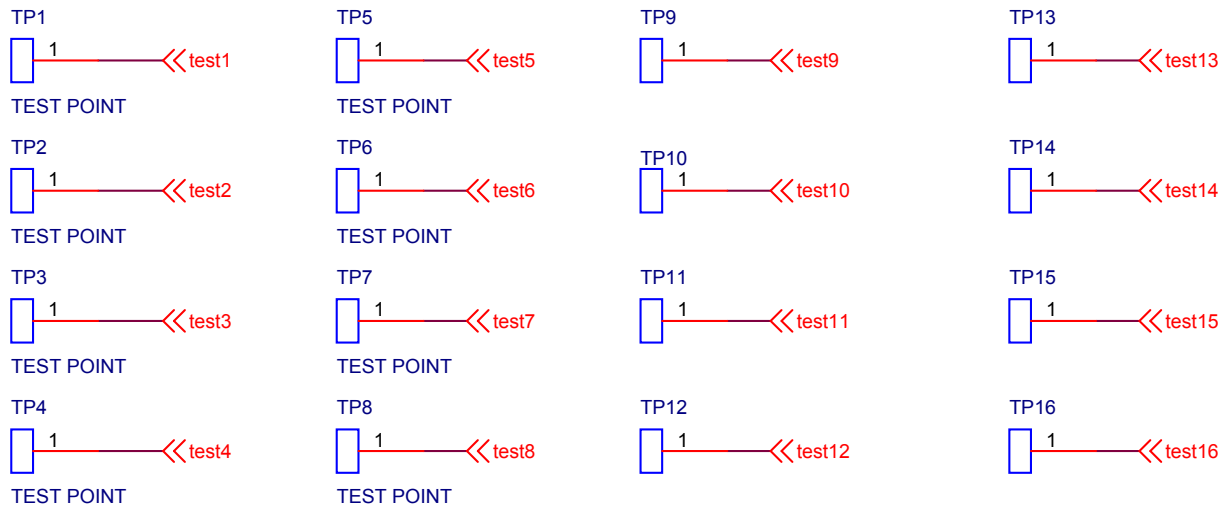 TP1
1
test1
TEST POINT
TP2
1
test2
TEST POINT
TP3
1
test3
TEST POINT
TP4
1
test4
TEST POINT
TP5
1
test5
TEST POINT
TP6
1
test6
TEST POINT
TP7
1
test7
TEST POINT
TP8
1
test8
TEST POINT
TP9
1
test9
TP10
1
test10
TP11
1
test11
TP12
1
test12
TP13
1
test13
TP14
1
test14
TP15
1
test15
TP16
1
test16